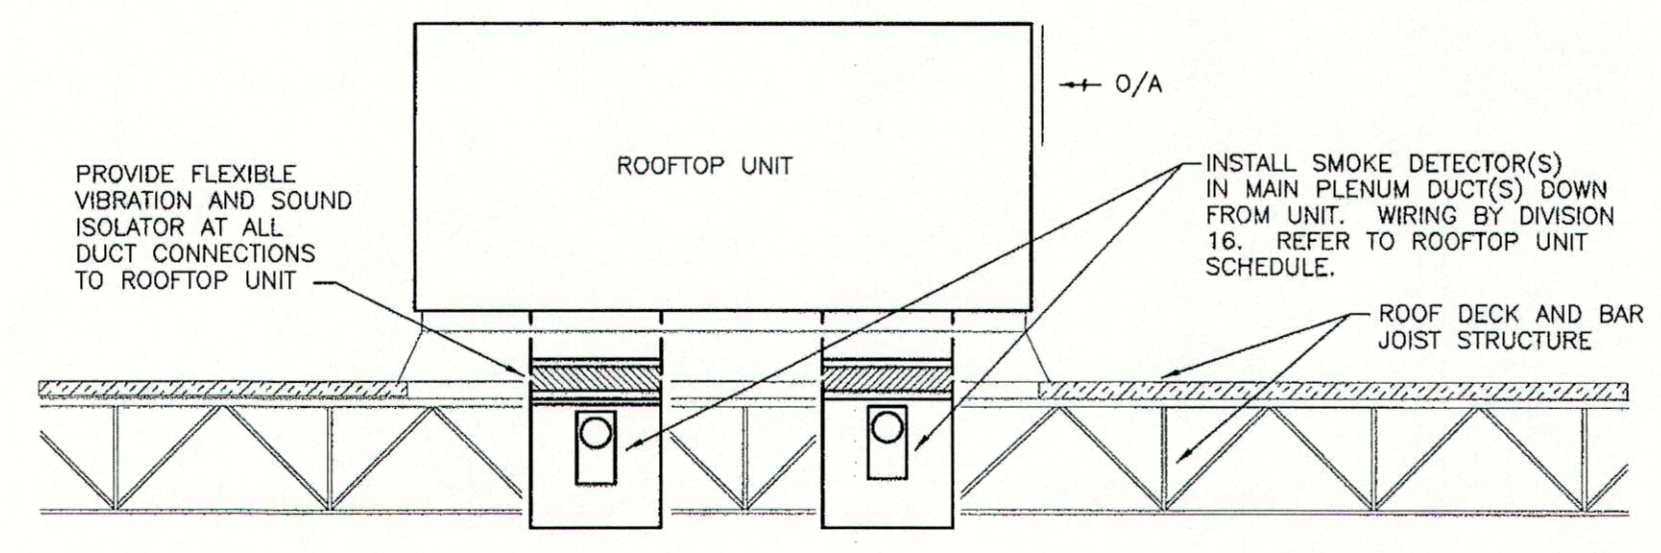 O/A
ROOFTOP UNIT
PROVIDE FLEXIBLE
VIBRATION AND SOUND
ISOLATOR AT ALL
DUCT CONNECTIONS
TO ROOFTOP UNIT
INSTALL SMOKE DETECTOR(S)
IN MAIN PLENUM DUCT(S) DOWN
FROM UNIT. WIRING BY DIVISION
16. REFER TO ROOFTOP UNIT
SCHEDULE.
ROOF DECK AND BAR
JOIST STRUCTURE